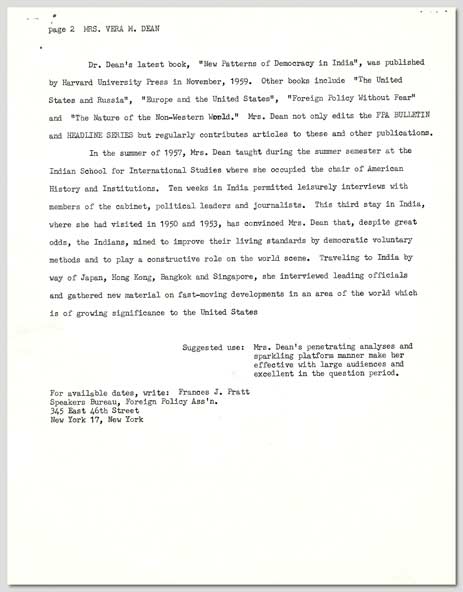 page 2 MRS. VERA M. DEAN
Dr. Dean's latest book, "New Patterns of Democracy in India", was published
by Harvard University Press in November, 1959. Other books include "The United
States and Russia", "Europe and the United States", "Foreign Policy Without Fear"
and "The Nature of the Non-Western World." Mrs. Dean not only edits the FPA BULLETIN
and HEADLINE SERIES but regularly contributes articles to these and other publications.
In the summer of 1957, Mrs. Dean taught during the summer semester at the
Indian School for International Studies where she occupied the chair of American
History and Institutions. Ten weeks in India permitted leisurely interviews with
members of the cabinet, political leaders and journalists. This third stay in India,
where she had visited in 1950 and 1953, has convinced Mrs. Dean that, despite great
odds, the Indians, mined to improve their living standards by democratic voluntary
methods and to play a constructive role on the world scene. Traveling to India by
way of Japan, Hong Kong, Bangkok and Singapore, she interviewed leading officials
and gathered new material on fast-moving developments in an area of the world which
is of growing significance to the United States
Suggested use: Mrs. Dean's penetrating analyses and
sparkling platform manner make her
effective with large audiences and
excellent in the question period.
For available dates, write: Frances J. Pratt
Speakers Bureau, Foreign Policy Ass'n.
345 East 46th Street
New York 17, New York